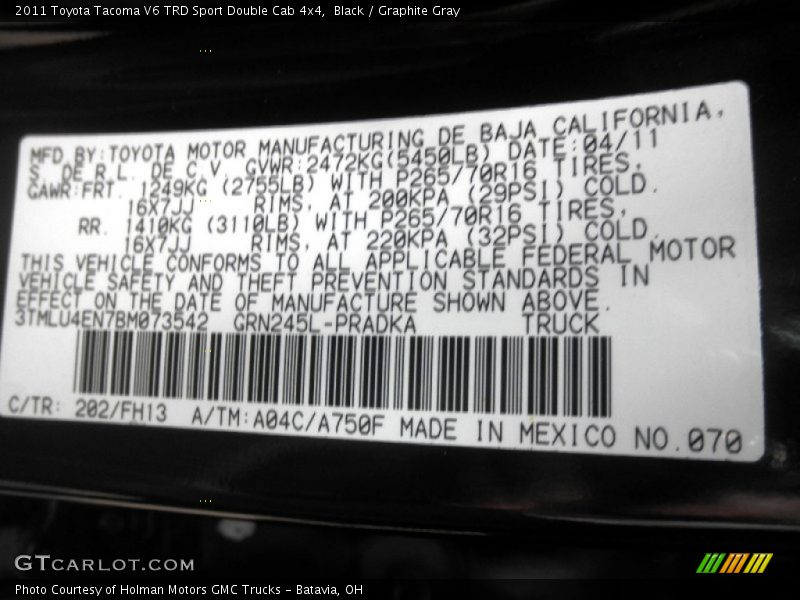 2011 Toyota Tacoma V6 TRD Sport Double Cab 4x4,  Black / Graphite Gray
MFD.BY:TOYOTA MOTOR MANUFACTURING DE BAJA CALIFORNIA,
S. DE R.L. DE C.V. GVWR:2472KG(5450LB) DATE:04/11
GAWR:FRT. 1249KG (2755LB) WITH P265/70R16 TIRES,
16X7JJ RIMS, AT 200KPA (29PSI) COLD.
RR. 1410KG (3110LB) WITH P265/70R16 TIRES,
16X7JJ RIMS, AT 220KPA (32PSI) COLD.
THIS VEHICLE CONFORMS TO ALL APPLICABLE FEDERAL MOTOR
VEHICLE SAFETY AND THEFT PREVENTION STANDARDS IN
EFFECT ON THE DATE OF MANUFACTURE SHOWN ABOVE.
3TMLU4EN7BM073542 GRN245L-PRADKA TRUCK
C/TR: 202/FH13 A/TM:A04C/A750F MADE IN MEXICO NO.070
GTCARLOT.COM
Photo Courtesy of Holman Motors GMC Trucks - Batavia, OH